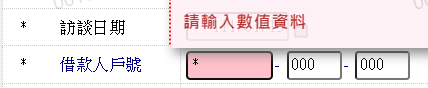 請輸入數值資料
* 訪談日期
* 借款人戶號 * - 000 - 000